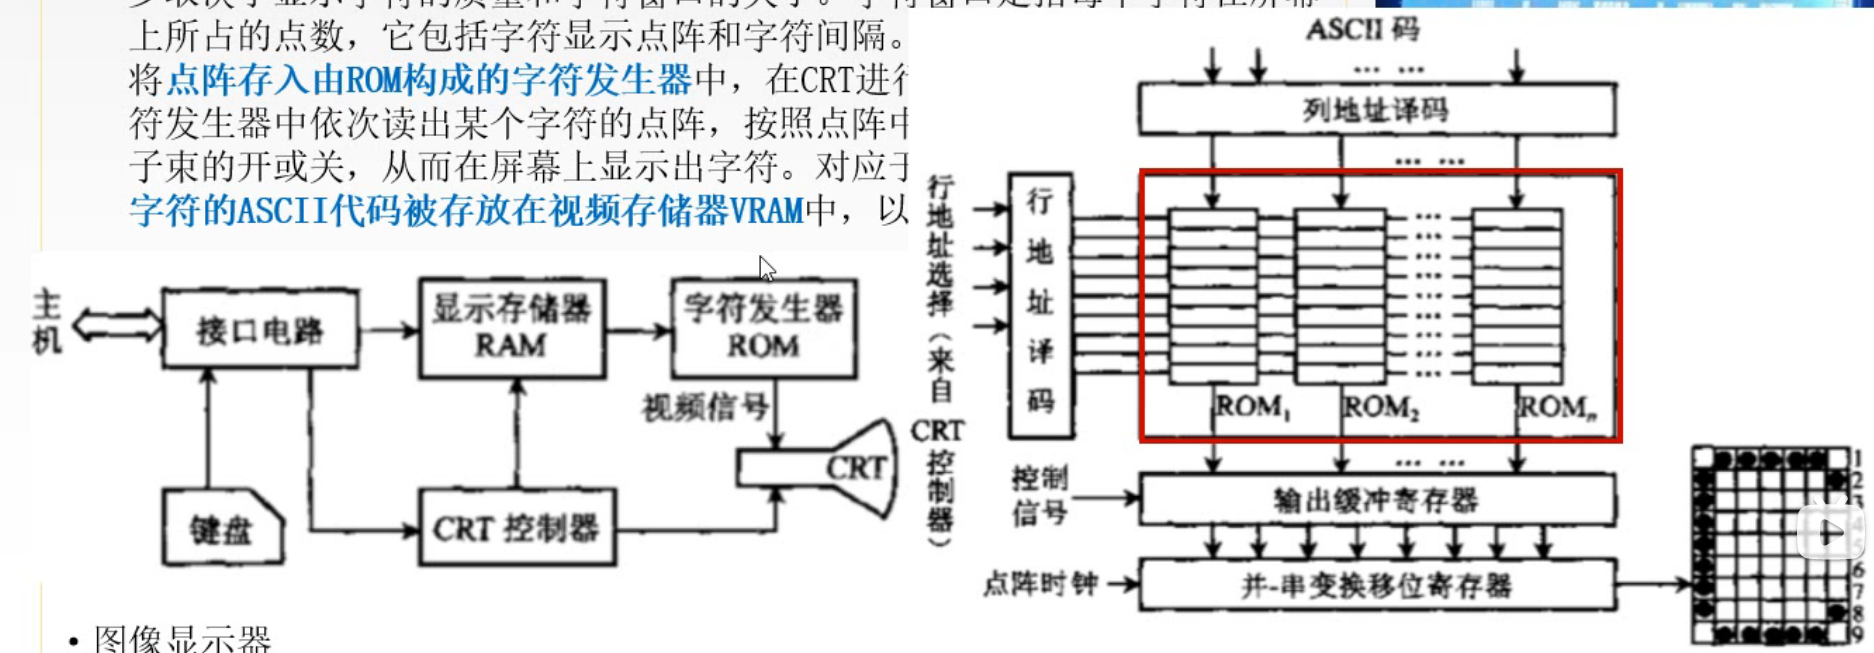 上所占的点数，它包括字符显示点阵和字符间隔。
将点阵存入由ROM构成的字符发生器中，在CRT进行
符发生器中依次读出某个字符的点阵，按照点阵中
子束的开或关，从而在屏幕上显示出字符。对应于
字符的ASCII代码被存放在视频存储器VRAM中，以
主机
接口电路
显示存储器
RAM
字符发生器
ROM
视频信号
CRT
键盘
CRT 控制器
• 图像显示器
ASCII 码
… …
列地址译码
… …
行地址选择（来自CRT控制器）
行地址译码
…
…
…
…
…
…
…
…
…
ROM1
ROM2
ROMn
… …
控制
信号
输出缓冲寄存器
点阵时钟
并-串变换移位寄存器
1
2
3
4
6
7
8
9